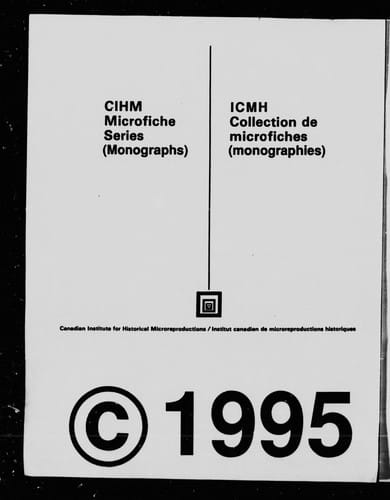 CIHM
Microfiche
Series
(Monographs)
ICMH
Collection de
microfiches
(monographies)
Canadian Institute for Historical Microreproductions / Institut canadien de microreproductions historiques
© 1995